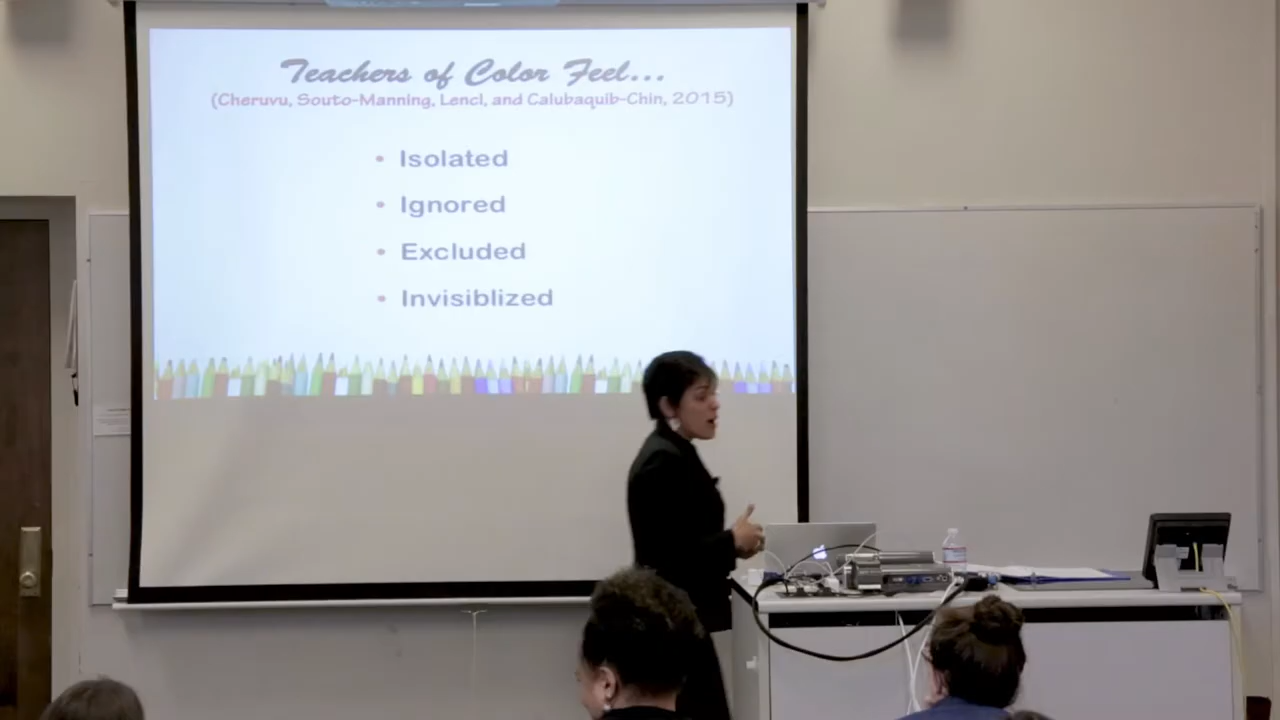 Teachers of Color Feel...
(Cheruvu, Souto-Manning, Lencl, and Calubaquib-Chin, 2015)
• Isolated
• Ignored
• Excluded
• Invisiblized